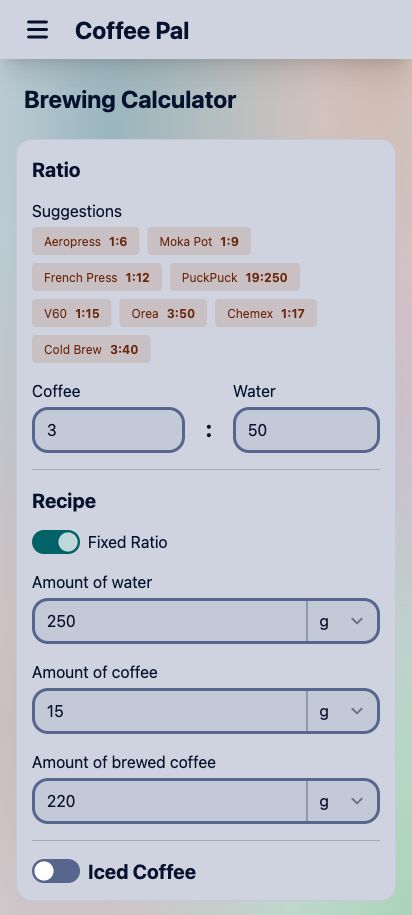 Coffee Pal
Brewing Calculator
Ratio
Suggestions
Aeropress 1:6 Moka Pot 1:9
French Press 1:12 PuckPuck 19:250
V60 1:15 Orea 3:50 Chemex 1:17
Cold Brew 3:40
Coffee Water
3 : 50
Recipe
Fixed Ratio
Amount of water
250 g
Amount of coffee
15 g
Amount of brewed coffee
220 g
Iced Coffee